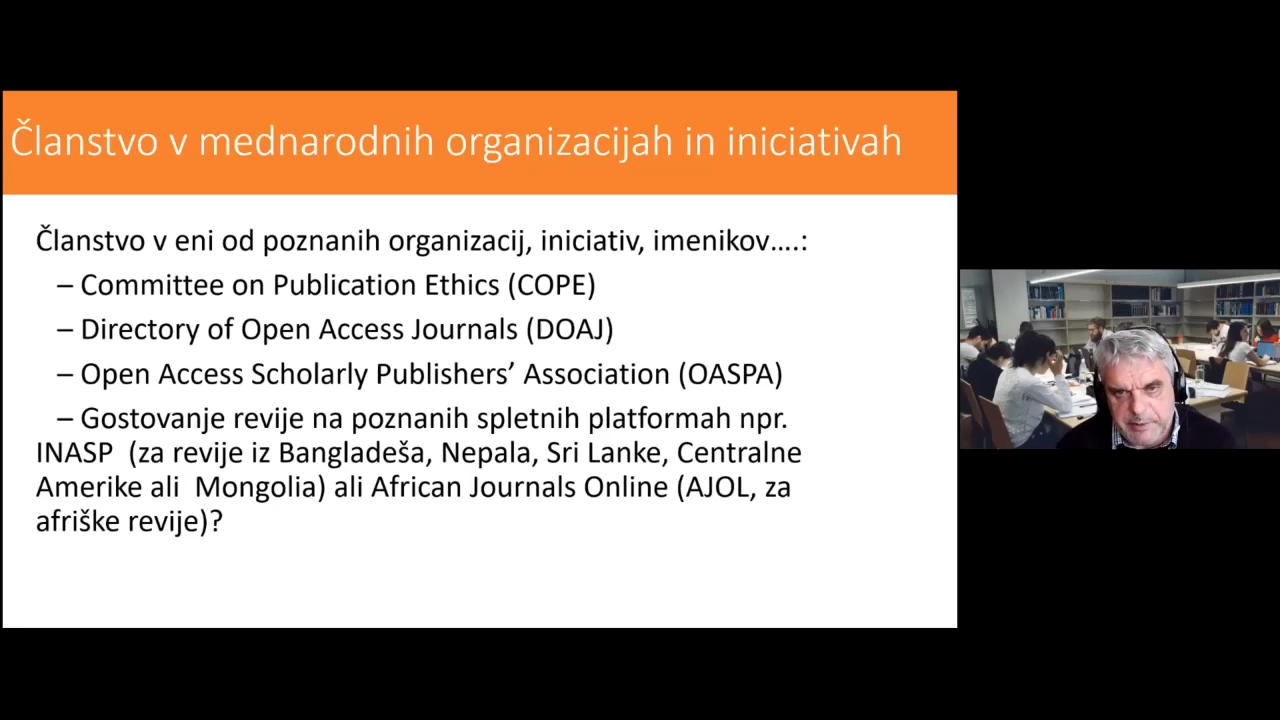 Članstvo v mednarodnih organizacijah in iniciativah
Članstvo v eni od poznanih organizacij, iniciativ, imenikov….:
– Committee on Publication Ethics (COPE)
– Directory of Open Access Journals (DOAJ)
– Open Access Scholarly Publishers’ Association (OASPA)
– Gostovanje revije na poznanih spletnih platformah npr.
INASP (za revije iz Bangladeša, Nepala, Sri Lanke, Centralne
Amerike ali Mongolia) ali African Journals Online (AJOL, za
afriške revije)?